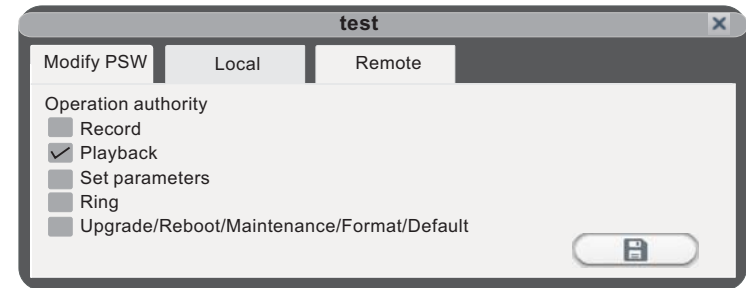 test
Modify PSW Local Remote
Operation authority
Record
Playback
Set parameters
Ring
Upgrade/Reboot/Maintenance/Format/Default